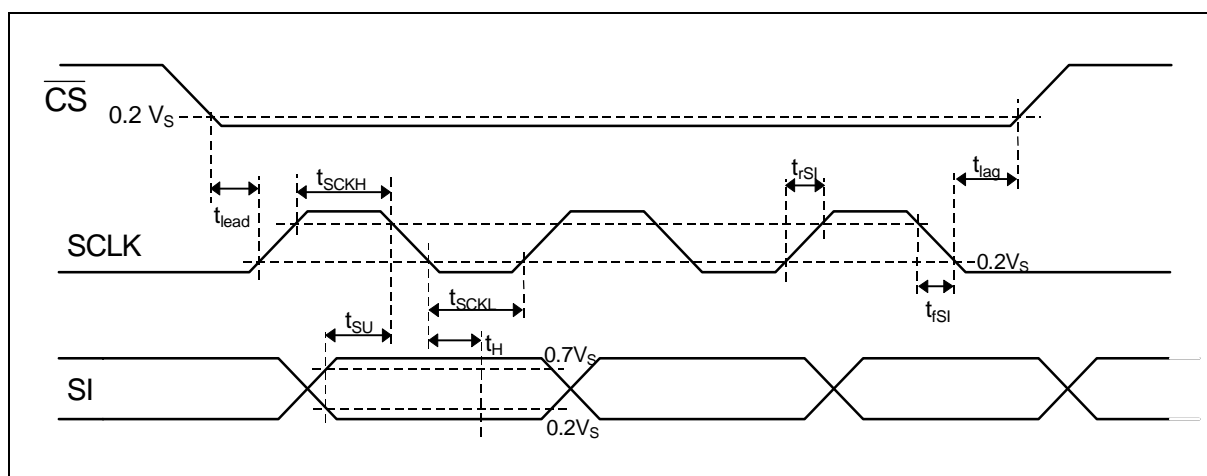 C̅S̅
0.2 V_S
t_SCKH
t_rSI
t_lag
t_lead
SCLK
0.2V_S
t_SCKL
t_fSI
t_SU
t_H
0.7V_S
SI
0.2V_S